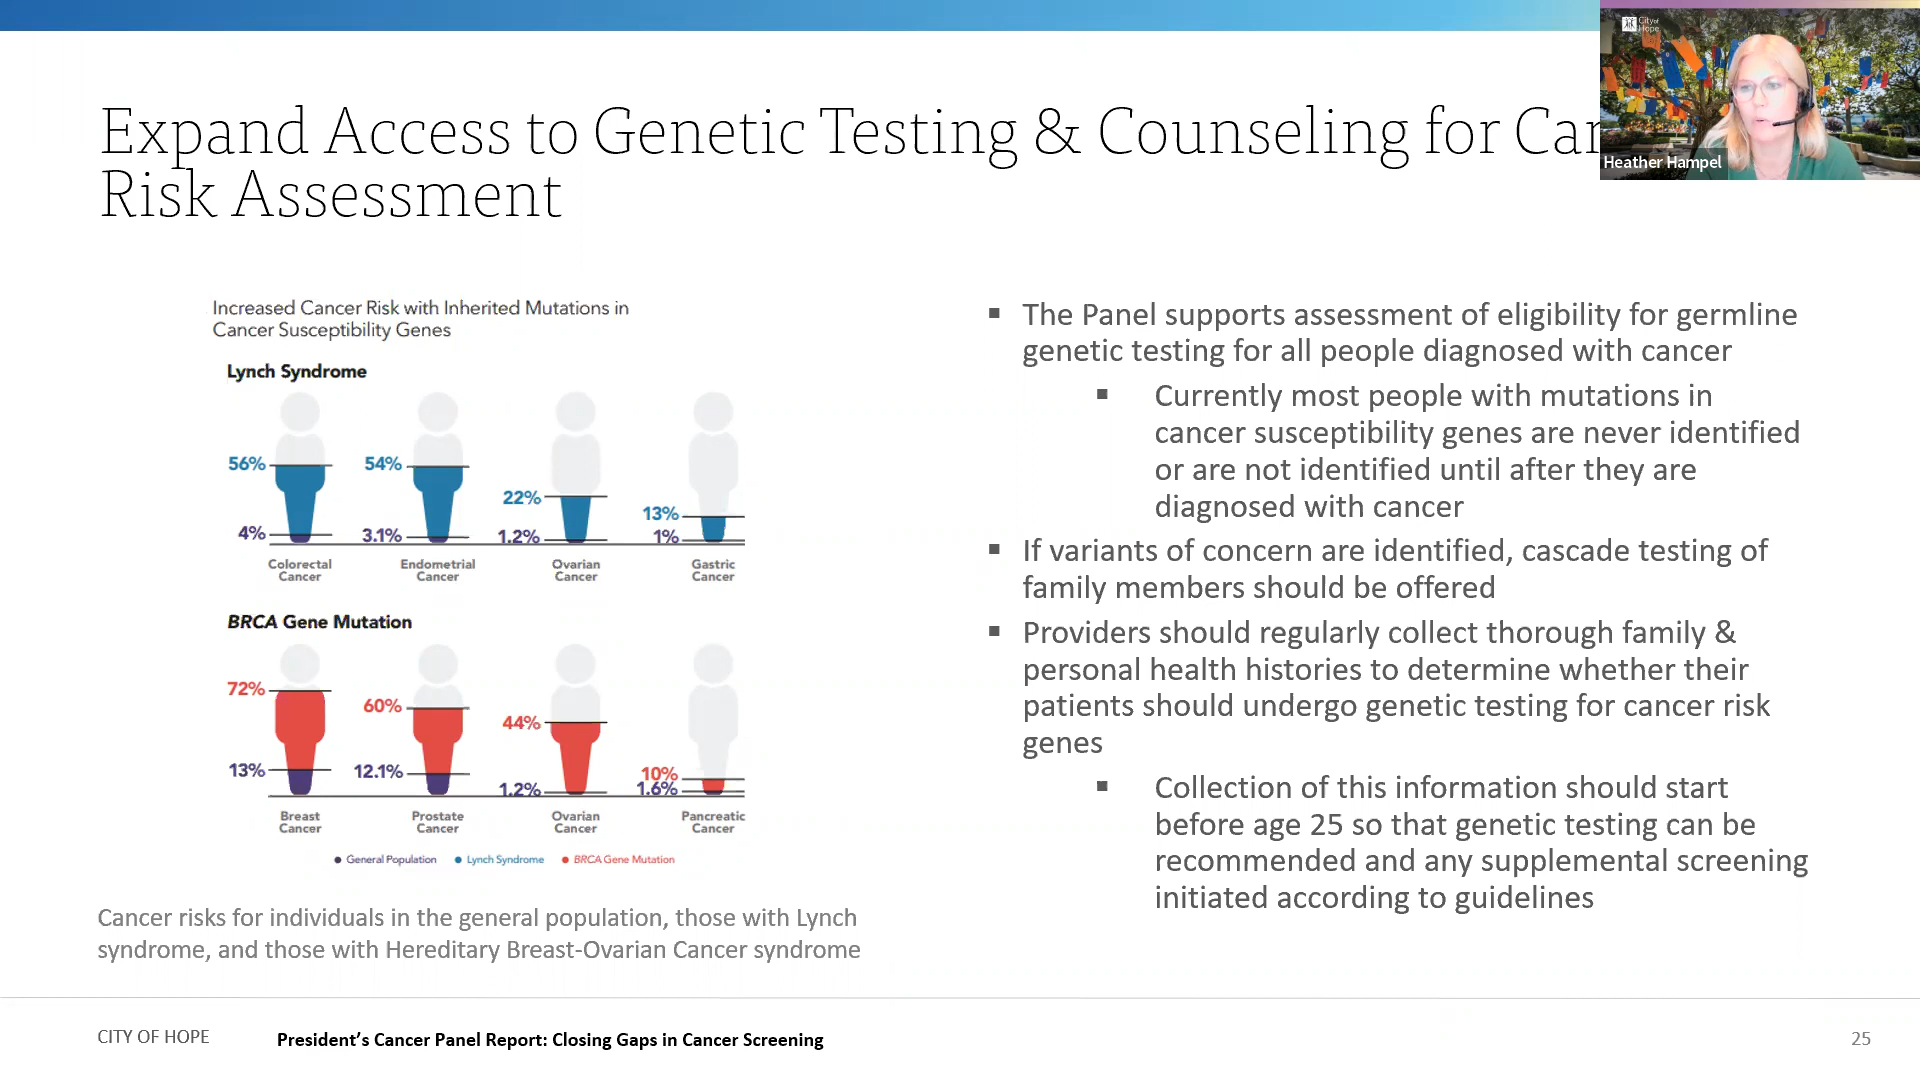 City of
Hope
Heather Hampel
Expand Access to Genetic Testing & Counseling for
Risk Assessment
Increased Cancer Risk with Inherited Mutations in
Cancer Susceptibility Genes
Lynch Syndrome
56%
4%
54%
3.1%
22%
1.2%
13%
1%
Colorectal
Cancer
Endometrial
Cancer
Ovarian
Cancer
Gastric
Cancer
BRCA Gene Mutation
72%
13%
60%
12.1%
44%
1.2%
10%
1.6%
Breast
Cancer
Prostate
Cancer
Ovarian
Cancer
Pancreatic
Cancer
General Population
Lynch Syndrome
BRCA Gene Mutation
Cancer risks for individuals in the general population, those with Lynch
syndrome, and those with Hereditary Breast-Ovarian Cancer syndrome
▪ The Panel supports assessment of eligibility for germline
genetic testing for all people diagnosed with cancer
▪ Currently most people with mutations in
cancer susceptibility genes are never identified
or are not identified until after they are
diagnosed with cancer
▪ If variants of concern are identified, cascade testing of
family members should be offered
▪ Providers should regularly collect thorough family &
personal health histories to determine whether their
patients should undergo genetic testing for cancer risk
genes
▪ Collection of this information should start
before age 25 so that genetic testing can be
recommended and any supplemental screening
initiated according to guidelines
CITY OF HOPE
President’s Cancer Panel Report: Closing Gaps in Cancer Screening
25